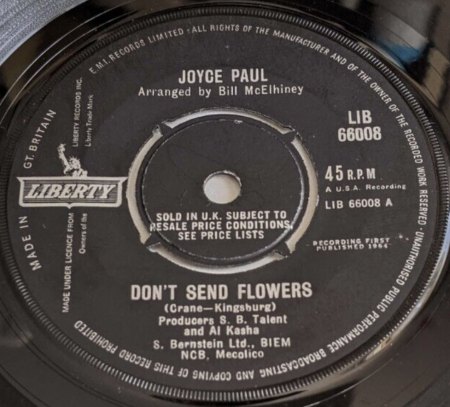 E.M.I. RECORDS LIMITED · ALL RIGHTS OF THE MANUFACTURER AND OF THE OWNER OF THE RECORDED WORK RESERVED · UNAUTHORISED PUBLIC PERFORMANCE BROADCASTING AND COPYING OF THIS RECORD PROHIBITED
MADE IN GT. BRITAIN
JOYCE PAUL
Arranged by Bill McElhiney
LIB
66008
LIBERTY RECORDS INC.
Liberty Trade Mark
LIBERTY
MADE UNDER LICENCE FROM
Owners of the
45 R.P.M
A U.S.A. Recording
LIB 66008 A
SOLD IN U.K. SUBJECT TO
RESALE PRICE CONDITIONS,
SEE PRICE LISTS
RECORDING FIRST
PUBLISHED 1964
DON'T SEND FLOWERS
(Crane—Kingsburg)
Producers S. B. Talent
and Al Kasha
S. Bernstein Ltd., BIEM
NCB, Mecolico